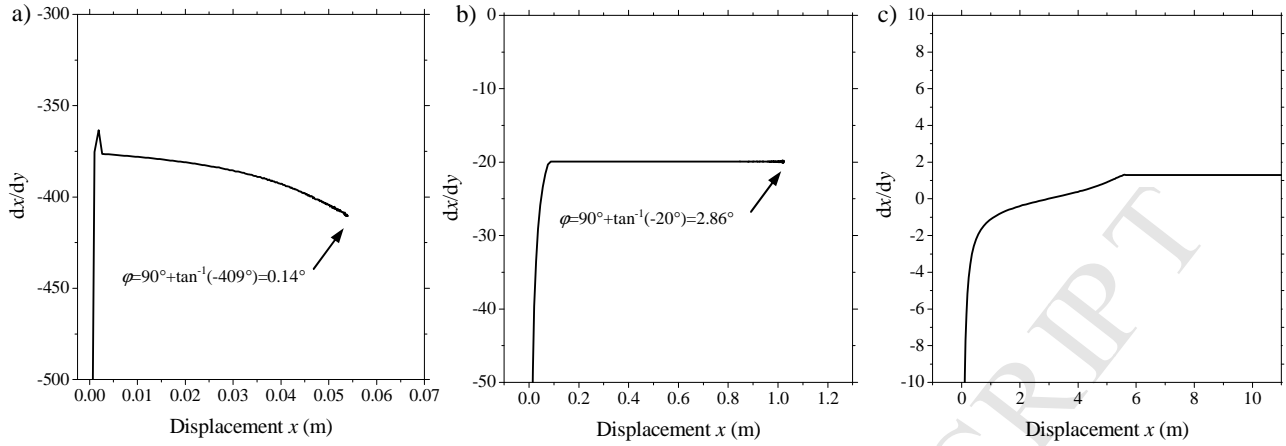 a)
-300
-350
-400
-450
-500
dx/dy
0.00 0.01 0.02 0.03 0.04 0.05 0.06 0.07
Displacement x (m)
φ=90°+tan⁻¹(-409°)=0.14°
b)
0
-10
-20
-30
-40
-50
dx/dy
0.0 0.2 0.4 0.6 0.8 1.0 1.2
Displacement x (m)
φ=90°+tan⁻¹(-20°)=2.86°
c)
10
8
6
4
2
0
-2
-4
-6
-8
-10
dx/dy
0 2 4 6 8 10
Displacement x (m)
CRIPT